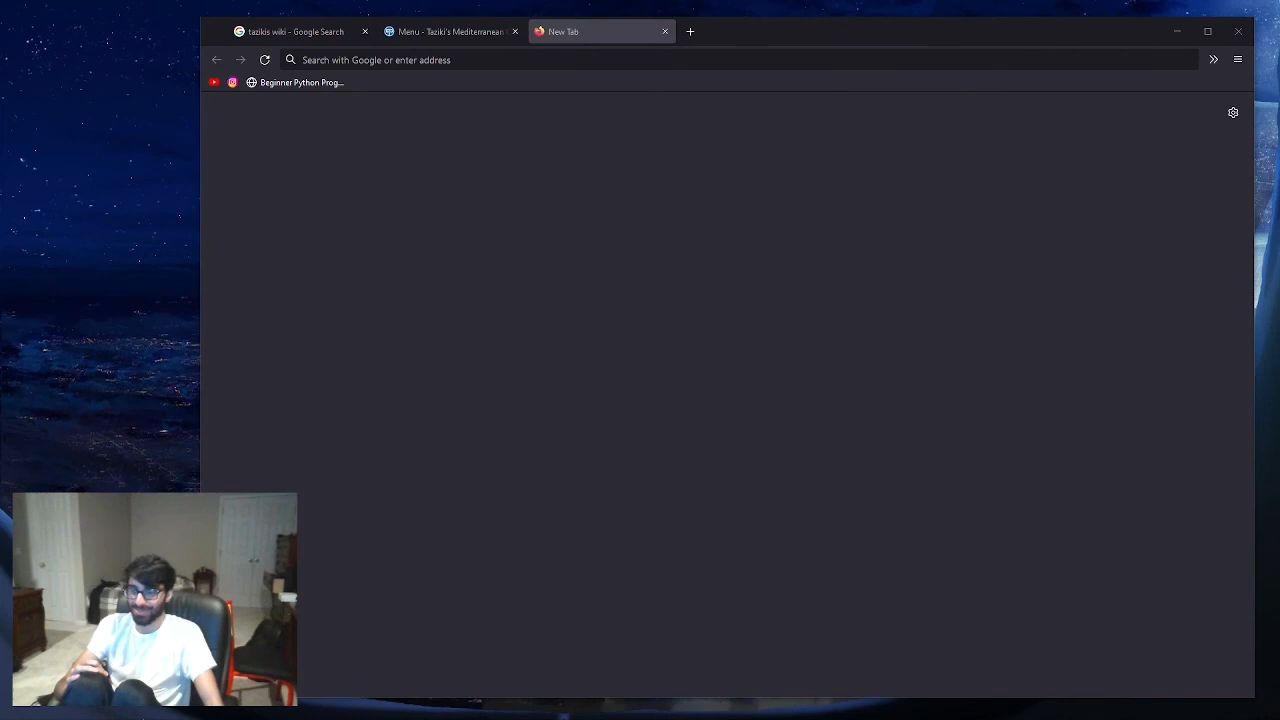 tazikis wiki - Google Search
Menu - Taziki's Mediterranean
New Tab
Search with Google or enter address
Beginner Python Prog...